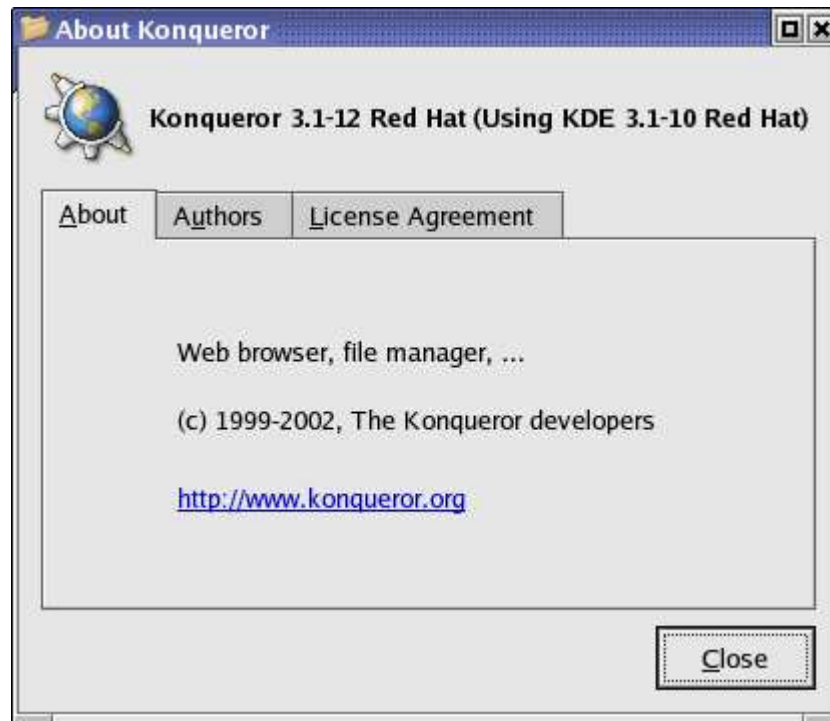 About Konqueror
Konqueror 3.1-12 Red Hat (Using KDE 3.1-10 Red Hat)
About
Authors
License Agreement
Web browser, file manager, ...
(c) 1999-2002, The Konqueror developers
http://www.konqueror.org
Close